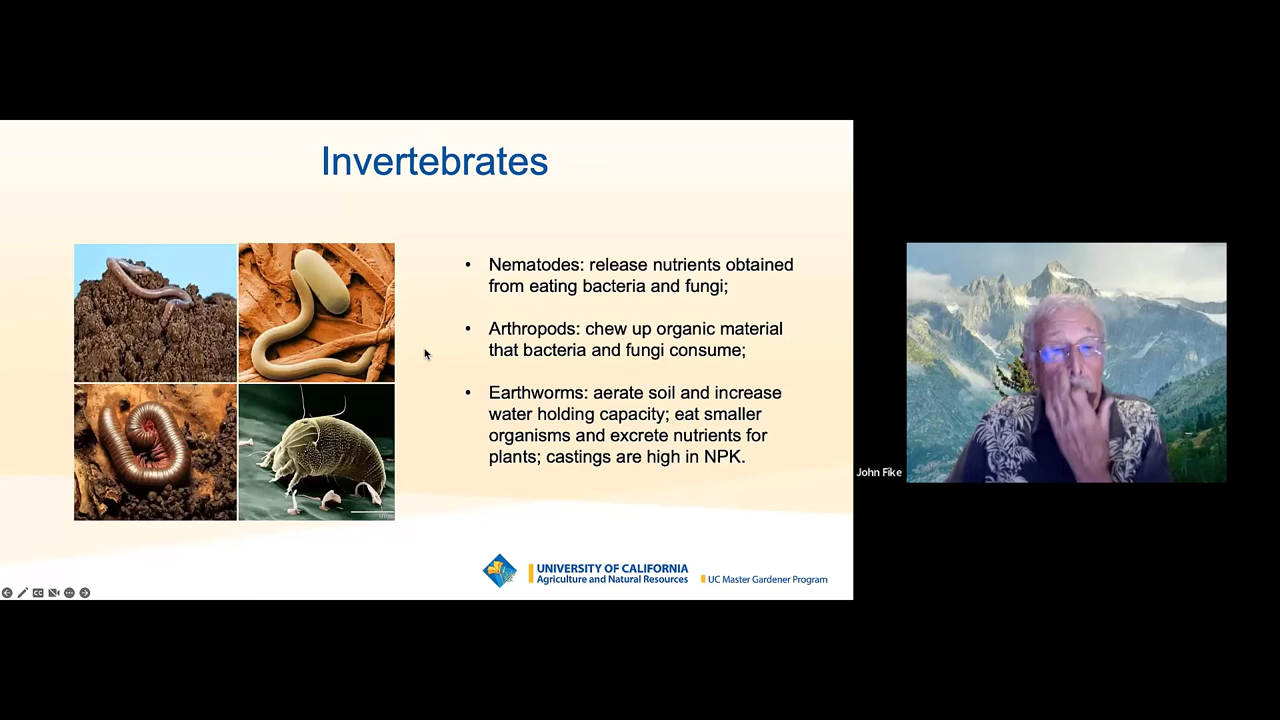 Invertebrates
• Nematodes: release nutrients obtained
from eating bacteria and fungi;
• Arthropods: chew up organic material
that bacteria and fungi consume;
• Earthworms: aerate soil and increase
water holding capacity; eat smaller
organisms and excrete nutrients for
plants; castings are high in NPK.
John Fike
UNIVERSITY OF CALIFORNIA
Agriculture and Natural Resources
UC Master Gardener Program
CC